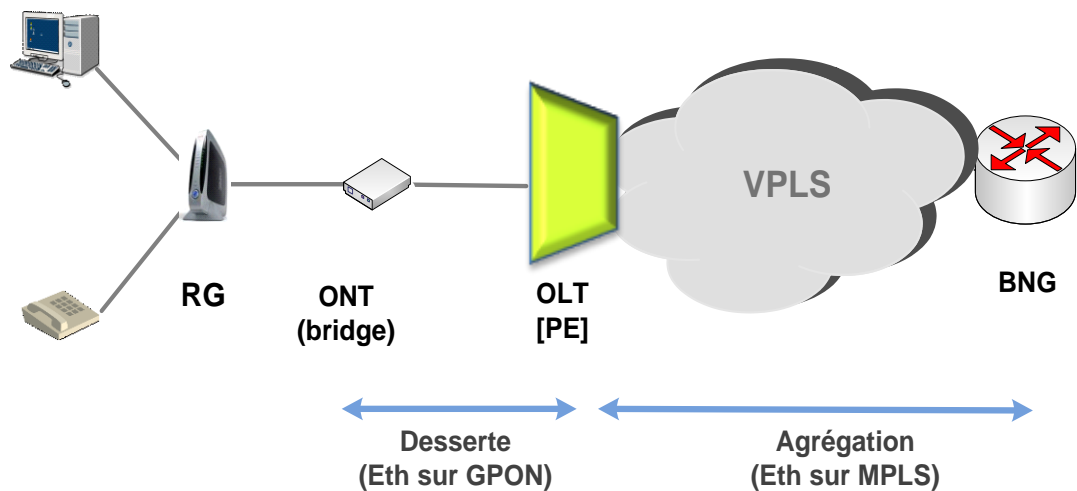 VPLS
RG
ONT
(bridge)
OLT
[PE]
BNG
Desserte
(Eth sur GPON)
Agrégation
(Eth sur MPLS)